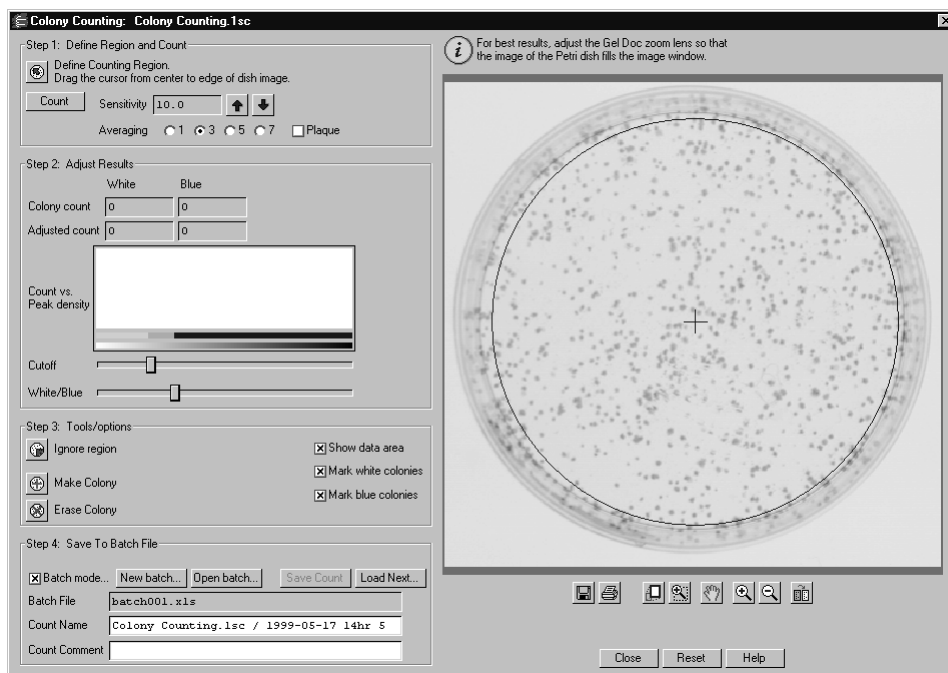 Colony Counting: Colony Counting.1sc
Step 1: Define Region and Count
Define Counting Region.
Drag the cursor from center to edge of dish image.
Count
Sensitivity 10.0
Averaging 1 3 5 7 Plaque
Step 2: Adjust Results
White Blue
Colony count 0 0
Adjusted count 0 0
Count vs.
Peak density
Cutoff
White/Blue
Step 3: Tools/options
Ignore region
Show data area
Mark white colonies
Make Colony
Mark blue colonies
Erase Colony
Step 4: Save To Batch File
Batch mode... New batch... Open batch... Save Count Load Next...
Batch File batch001.xls
Count Name Colony Counting.1sc / 1999-05-17 14hr 5
Count Comment
i
For best results, adjust the Gel Doc zoom lens so that
the image of the Petri dish fills the image window.
Close Reset Help